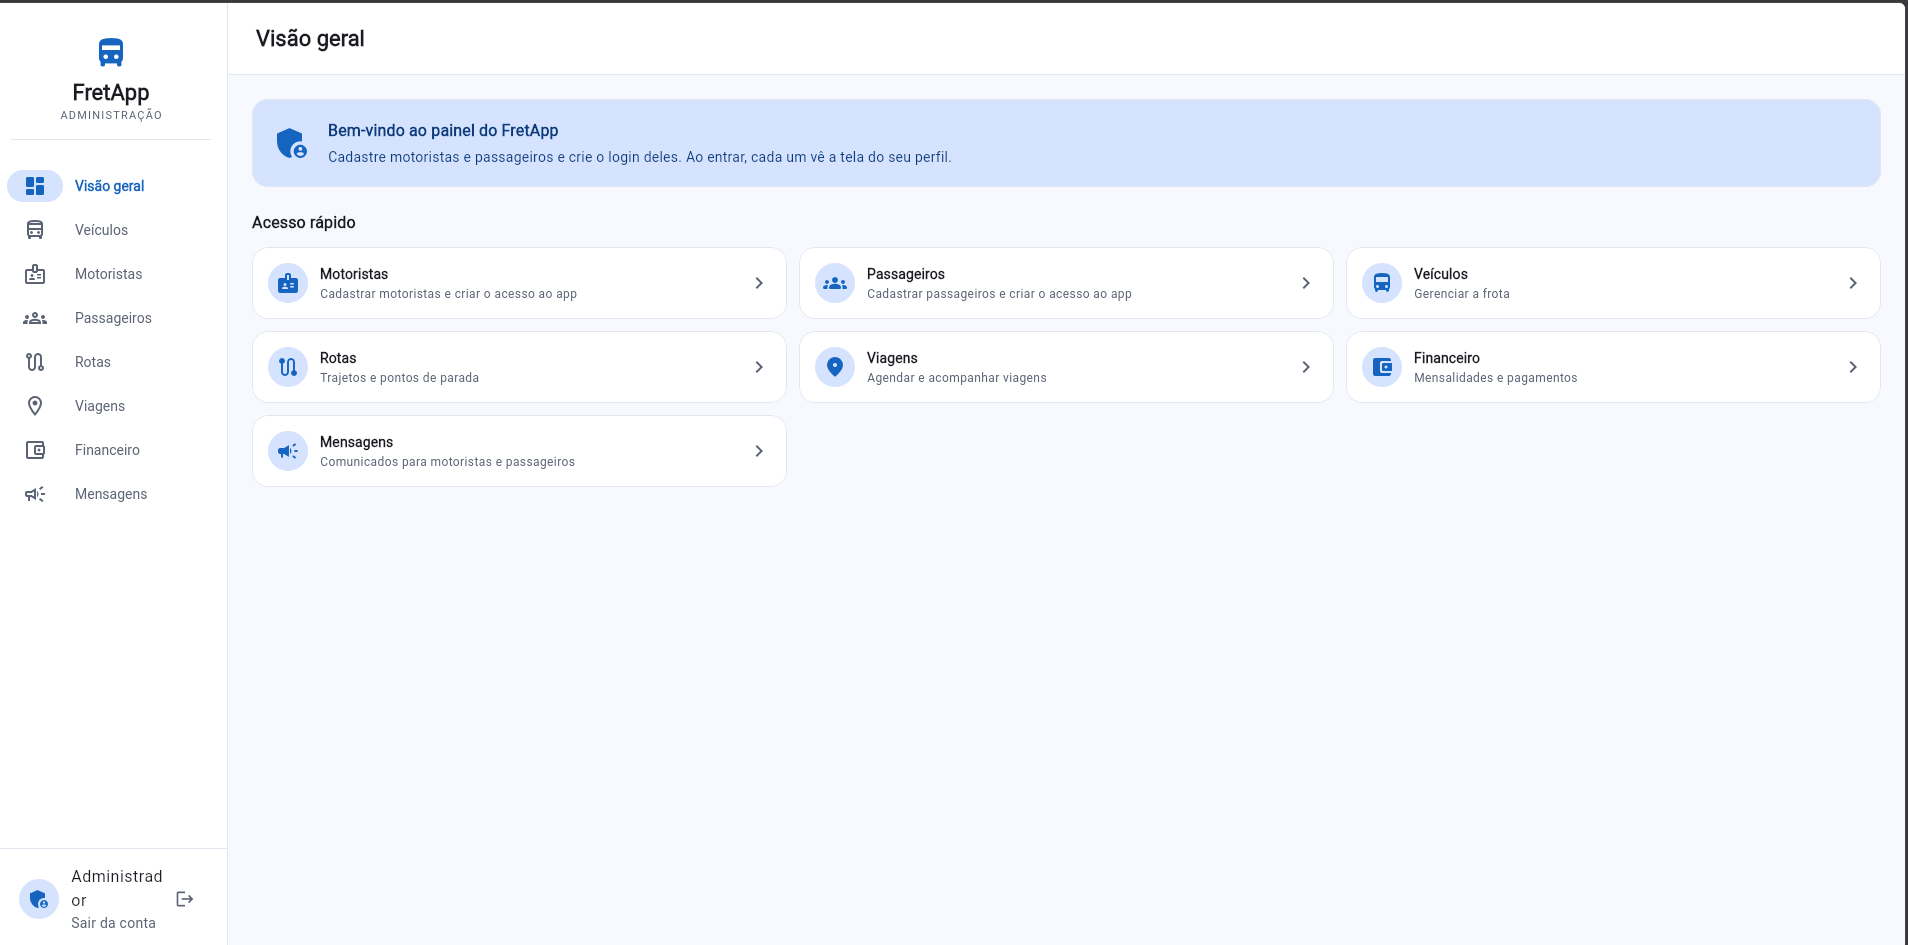 FretApp
ADMINISTRAÇÃO
Visão geral
Veículos
Motoristas
Passageiros
Rotas
Viagens
Financeiro
Mensagens
Administrad
or
Sair da conta
Visão geral
Bem-vindo ao painel do FretApp
Cadastre motoristas e passageiros e crie o login deles. Ao entrar, cada um vê a tela do seu perfil.
Acesso rápido
Motoristas
Cadastrar motoristas e criar o acesso ao app
Passageiros
Cadastrar passageiros e criar o acesso ao app
Veículos
Gerenciar a frota
Rotas
Trajetos e pontos de parada
Viagens
Agendar e acompanhar viagens
Financeiro
Mensalidades e pagamentos
Mensagens
Comunicados para motoristas e passageiros